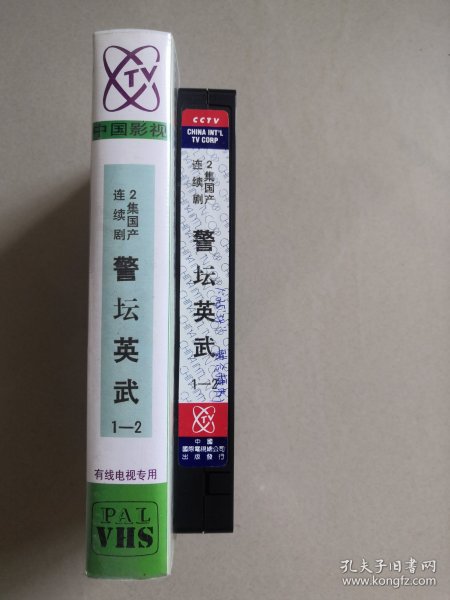 TV
中国影视
2集国产
连续剧
警坛英武
1—2
有线电视专用
PAL
VHS
CCTV
CHINA INT'L
TV CORP
2集国产
连续剧
警坛英武
1—2
TV
中國
國際電視總公司
出版發行
孔夫子旧书网
www.kongfz.com